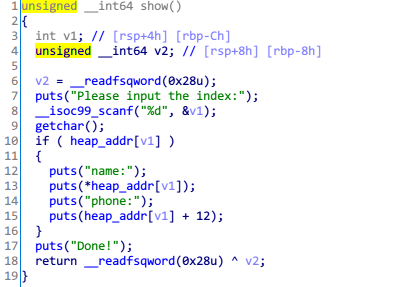 1 unsigned __int64 show()
2 {
3 int v1; // [rsp+4h] [rbp-Ch]
4 unsigned __int64 v2; // [rsp+8h] [rbp-8h]
5
6 v2 = __readfsqword(0x28u);
7 puts("Please input the index:");
8 __isoc99_scanf("%d", &v1);
9 getchar();
10 if ( heap_addr[v1] )
11 {
12 puts("name:");
13 puts(*heap_addr[v1]);
14 puts("phone:");
15 puts(heap_addr[v1] + 12);
16 }
17 puts("Done!");
18 return __readfsqword(0x28u) ^ v2;
19 }